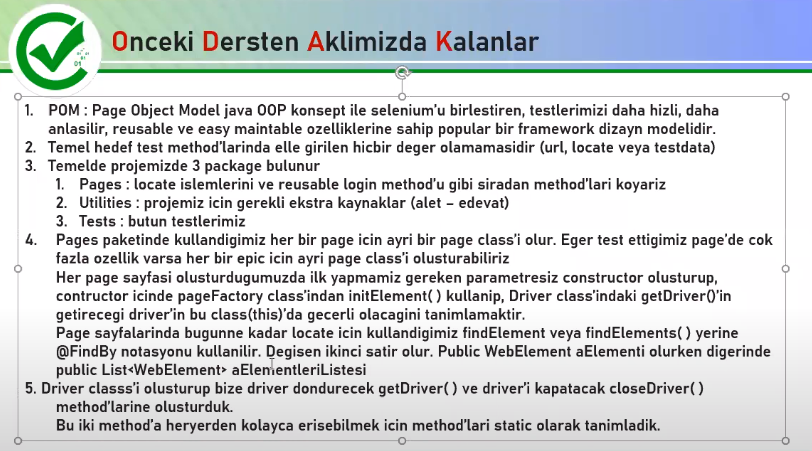 Onceki Dersten Aklimizda Kalanlar
1. POM : Page Object Model java OOP konsept ile selenium'u birlestiren, testlerimizi daha hizli, daha
anlasilir, reusable ve easy maintable ozelliklerine sahip popular bir framework dizayn modelidir.
2. Temel hedef test method'larinda elle girilen hicbir deger olamamasidir (url, locate veya testdata)
3. Temelde projemizde 3 package bulunur
1. Pages : locate islemlerini ve reusable login method'u gibi siradan method'lari koyariz
2. Utilities : projemiz icin gerekli ekstra kaynaklar (alet – edevat)
3. Tests : butun testlerimiz
4. Pages paketinde kullandigimiz her bir page icin ayri bir page class'i olur. Eger test ettigimiz page'de cok
fazla ozellik varsa her bir epic icin ayri page class'i olusturabiliriz
Her page sayfasi olusturdugumuzda ilk yapmamiz gereken parametresiz constructor olusturup,
contructor icinde pageFactory class'indan initElement( ) kullanip, Driver class'indaki getDriver()'in
getirecegi driver'in bu class(this)'da gecerli olacagini tanimlamaktir.
Page sayfalarinda bugunne kadar locate icin kullandigimiz findElement veya findElements( ) yerine
@FindBy notasyonu kullanilir. Degisen ikinci satir olur. Public WebElement aElementi olurken digerinde
public List<WebElement> aElenentleriListesi
5. Driver classs'i olusturup bize driver dondurecek getDriver( ) ve driver'i kapatacak closeDriver( )
method'larine olusturduk.
Bu iki method'a heryerden kolayca erisebilmek icin method'lari static olarak tanimladik.